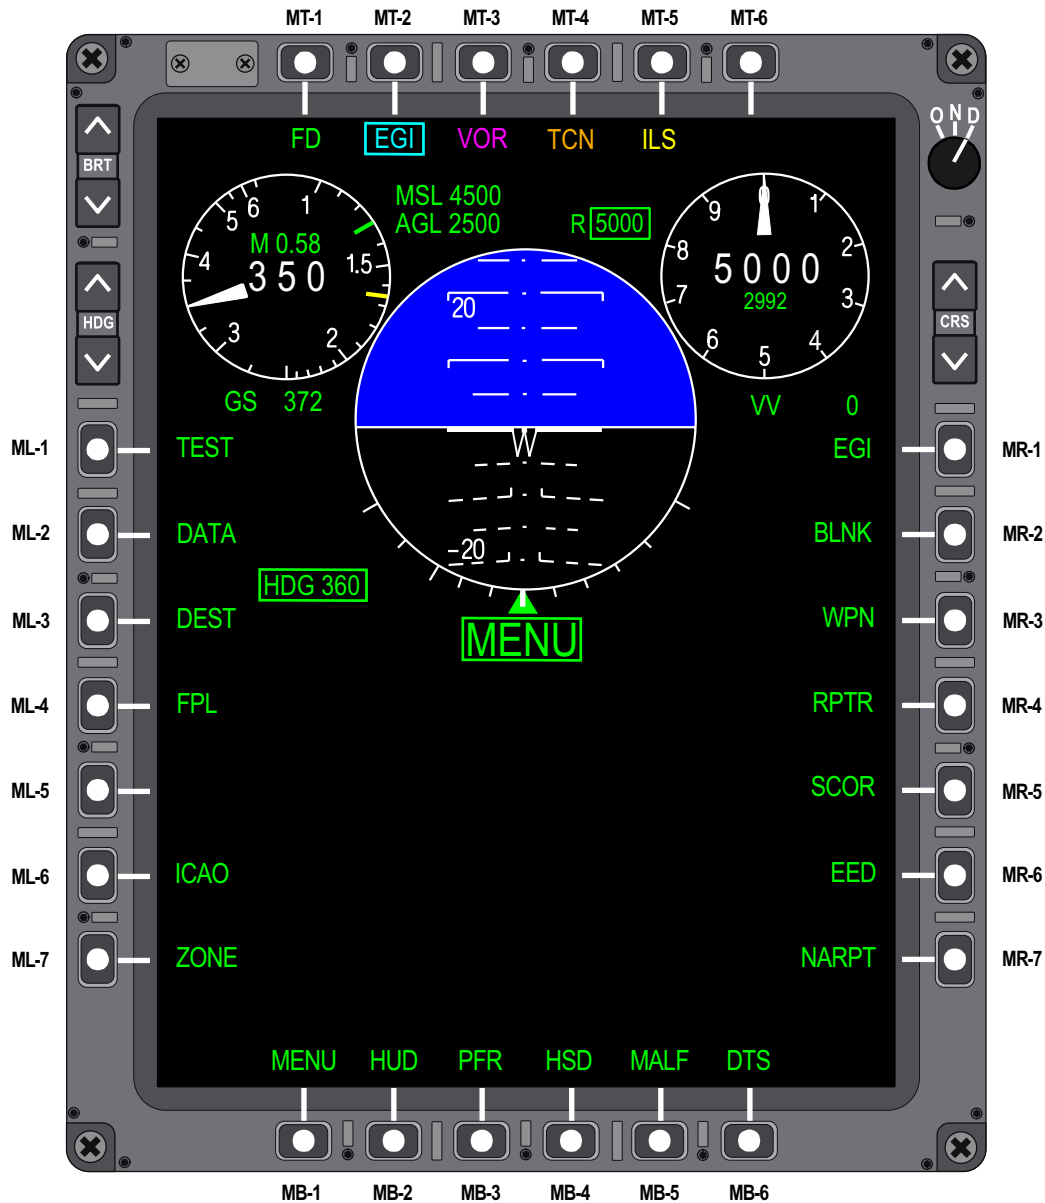 MT-1 MT-2 MT-3 MT-4 MT-5 MT-6
O N D
FD EGI VOR TCN ILS
BRT
MSL 4500
AGL 2500
R 5000
1 1.5 2 3 4 5 6
M 0.58
350
0 1 2 3 4 5 6 7 8 9
5000
2992
20
HDG
CRS
GS 372
VV 0
ML-1 TEST EGI MR-1
ML-2 DATA BLNK MR-2
-20
HDG 360
ML-3 DEST WPN MR-3
MENU
ML-4 FPL RPTR MR-4
ML-5 SCOR MR-5
ML-6 ICAO EED MR-6
ML-7 ZONE NARPT MR-7
MENU HUD PFR HSD MALF DTS
MB-1 MB-2 MB-3 MB-4 MB-5 MB-6